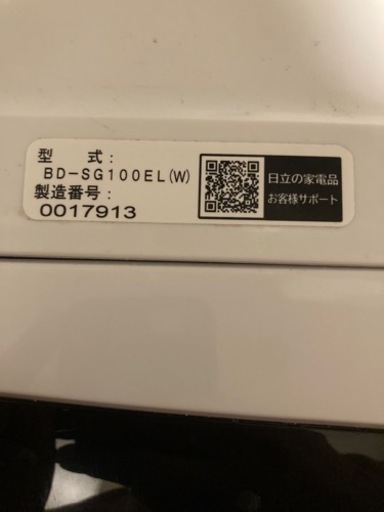 型　式：
BD-SG100EL(W)
製造番号：
0017913
日立の家電品
お客様サポート